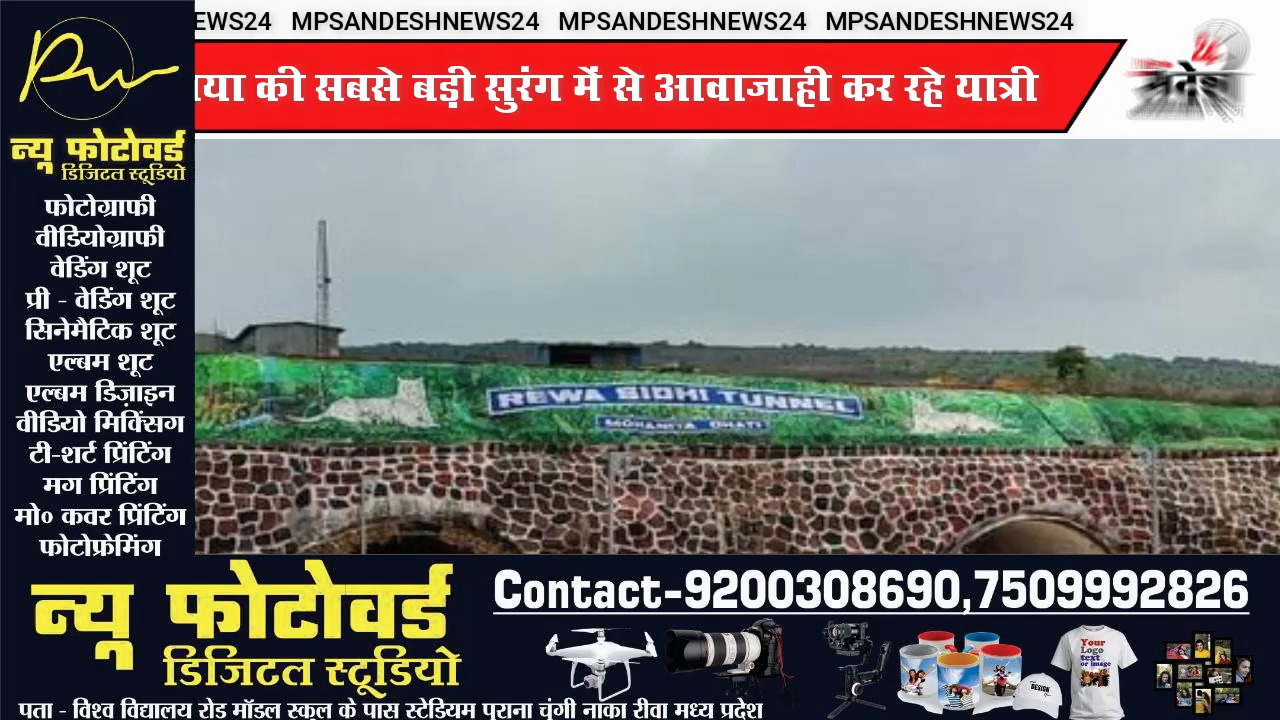 EWS24 MPSANDESHNEWS24 MPSANDESHNEWS24 MPSANDESHNEWS24
की सबसे बड़ी सुरंग में से आवाजाही कर रहे यात्री
न्यू फोटोवर्ड
डिजिटल स्टूडियो
फोटोग्राफी
वीडियोग्राफी
वेडिंग शूट
प्री - वेडिंग शूट
सिनेमैटिक शूट
एल्बम शूट
एल्बम डिज़ाइन
वीडियो मिक्सिंग
टी-शर्ट प्रिंटिंग
मग प्रिंटिंग
मो० कवर प्रिंटिंग
फोटोफ्रेमिंग
REWA SIDHI TUNNEL
MOHANIYA GHATI
न्यू फोटोवर्ड
डिजिटल स्टूडियो
Contact-9200308690,7509992826
Your
Logo
text
or image
DESIGN
पता - विश्व विद्यालय रोड मॉडल स्कूल के पास स्टेडियम पुराना चुंगी नाका रीवा मध्य प्रदेश